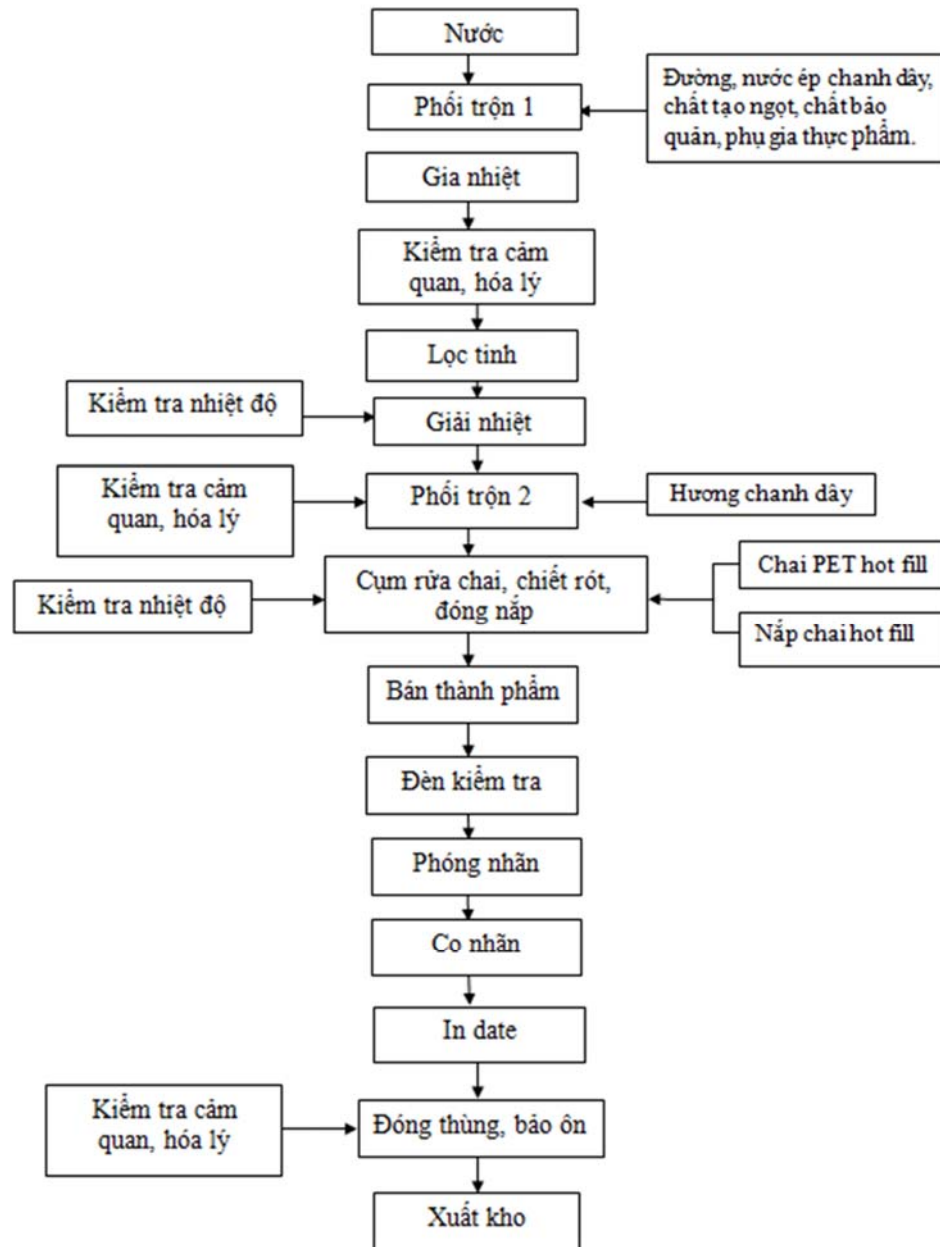 Nước
Phối trộn 1
Đường, nước ép chanh dây,
chất tạo ngọt, chất bảo
quản, phụ gia thực phẩm.
Gia nhiệt
Kiểm tra cảm
quan, hóa lý
Lọc tinh
Kiểm tra nhiệt độ
Giải nhiệt
Kiểm tra cảm
quan, hóa lý
Phối trộn 2
Hương chanh dây
Kiểm tra nhiệt độ
Cụm rửa chai, chiết rót,
đóng nắp
Chai PET hot fill
Nắp chai hot fill
Bán thành phẩm
Đèn kiểm tra
Phóng nhãn
Co nhãn
In date
Kiểm tra cảm
quan, hóa lý
Đóng thùng, bảo ôn
Xuất kho